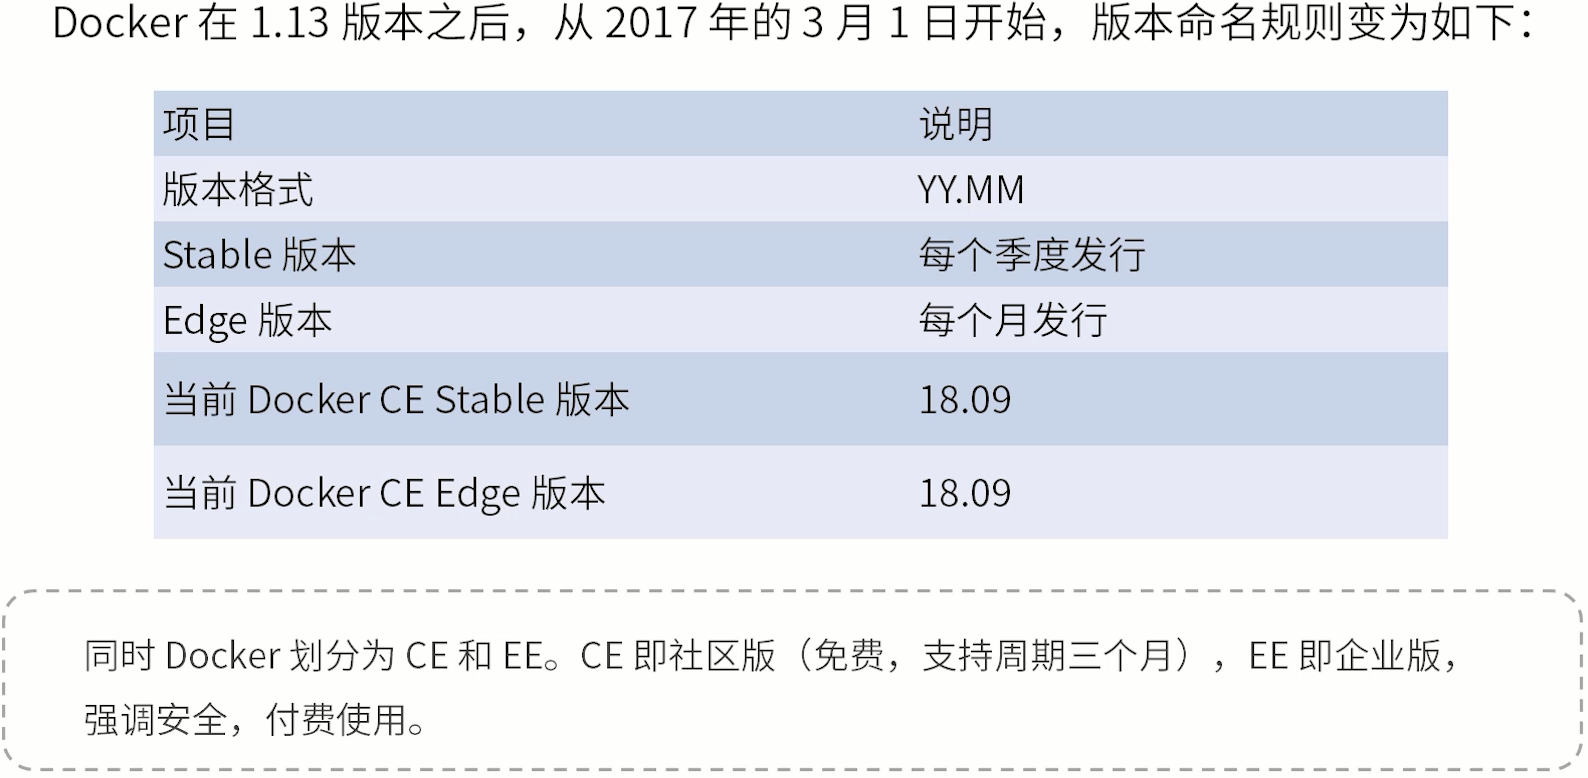 Docker 在 1.13 版本之后，从 2017 年的 3 月 1 日开始，版本命名规则变为如下：
项目 说明
版本格式 YY.MM
Stable 版本 每个季度发行
Edge 版本 每个月发行
当前 Docker CE Stable 版本 18.09
当前 Docker CE Edge 版本 18.09
同时 Docker 划分为 CE 和 EE。CE 即社区版（免费，支持周期三个月），EE 即企业版，
强调安全，付费使用。